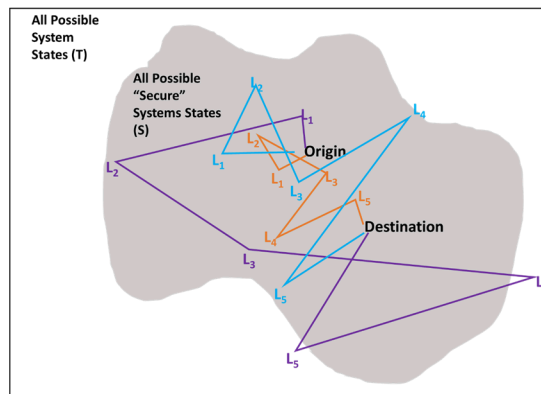 All Possible
System
States (T)
All Possible
“Secure”
Systems States
(S)
L2
L4
L1
L2
Origin
L1
L2
L1
L3
L3
L5
L4
Destination
L3
L
L5
L5